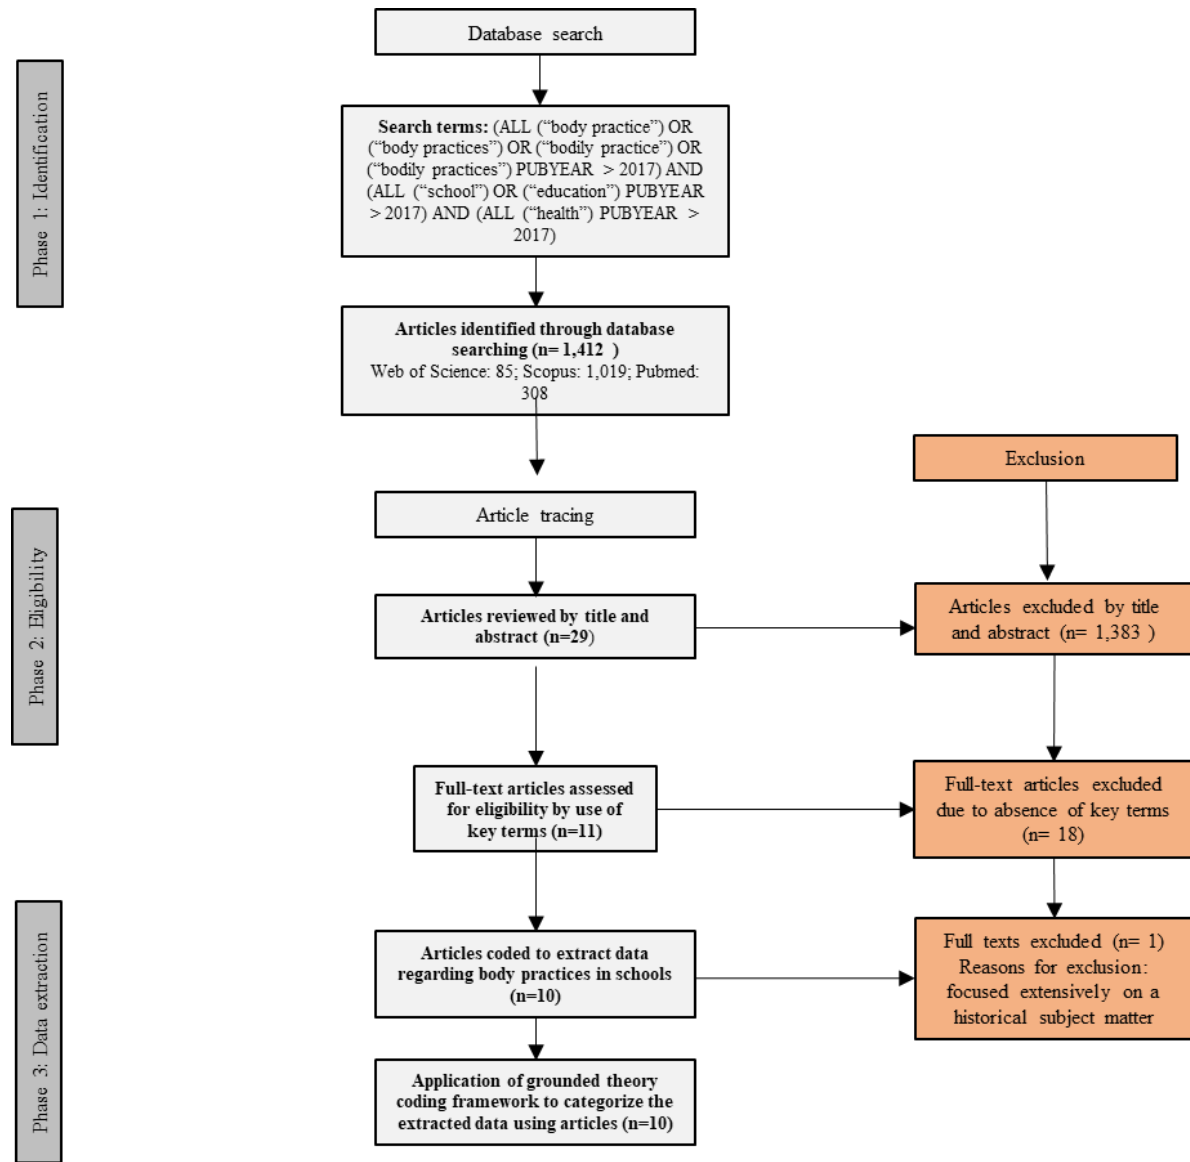 Database search
Phase 1: Identification
Search terms: (ALL (“body practice”) OR
(“body practices”) OR (“bodily practice”) OR
(“bodily practices”) PUBYEAR > 2017) AND
(ALL (“school”) OR (“education”) PUBYEAR
> 2017) AND (ALL (“health”) PUBYEAR >
2017)
Articles identified through database
searching (n= 1,412 )
Web of Science: 85; Scopus: 1,019; Pubmed:
308
Exclusion
Article tracing
Phase 2: Eligibility
Articles reviewed by title and
abstract (n=29)
Articles excluded by title
and abstract (n= 1,383 )
Full-text articles assessed
for eligibility by use of
key terms (n=11)
Full-text articles excluded
due to absence of key terms
(n= 18)
Phase 3: Data extraction
Articles coded to extract data
regarding body practices in schools
(n=10)
Full texts excluded (n= 1)
Reasons for exclusion:
focused extensively on a
historical subject matter
Application of grounded theory
coding framework to categorize the
extracted data using articles (n=10)